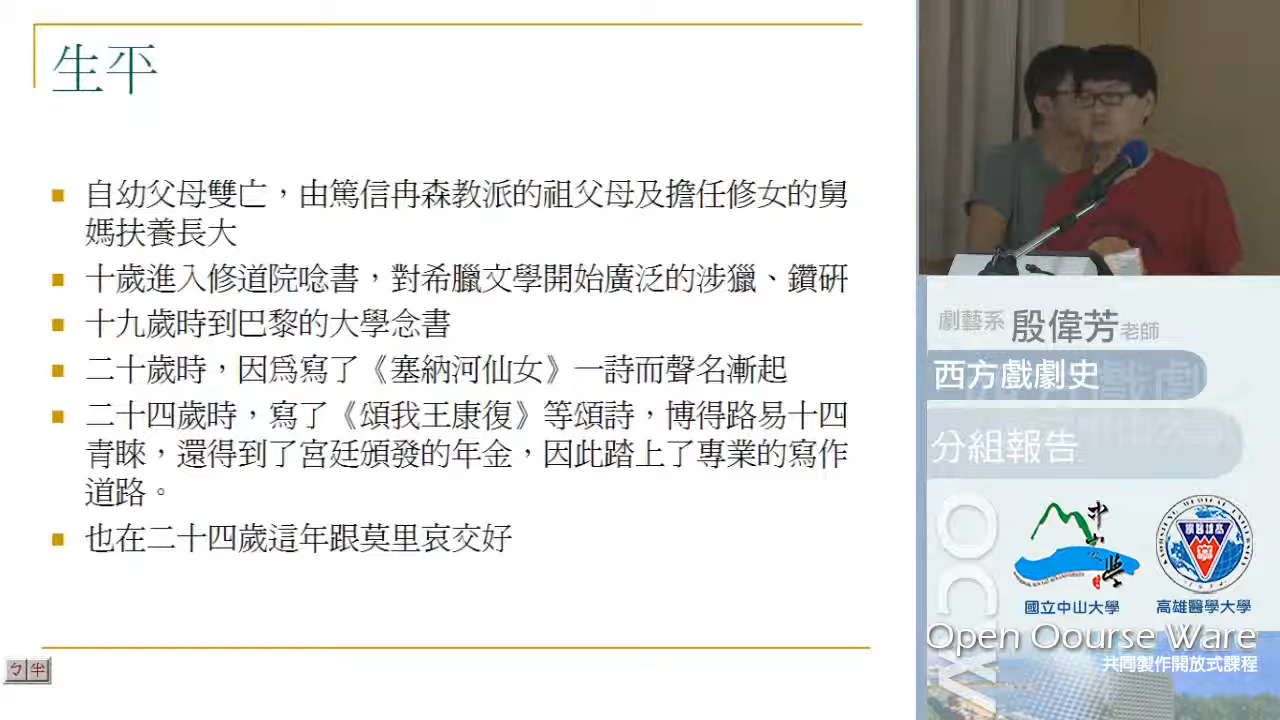 生平
自幼父母雙亡，由篤信冉森教派的祖父母及擔任修女的舅
媽扶養長大
十歲進入修道院唸書，對希臘文學開始廣泛的涉獵、鑽研
十九歲時到巴黎的大學念書
二十歲時，因為寫了《塞納河仙女》一詩而聲名漸起
二十四歲時，寫了《頌我王康復》等頌詩，博得路易十四
青睞，還得到了宮廷頒發的年金，因此踏上了專業的寫作
道路。
也在二十四歲這年跟莫里哀交好
ㄅ半
劇藝系 殷偉芳老師
西方戲劇史
分組報告
OCW
中山大學
國立中山大學
高雄醫學大學
Open Oourse Ware
共同製作開放式課程